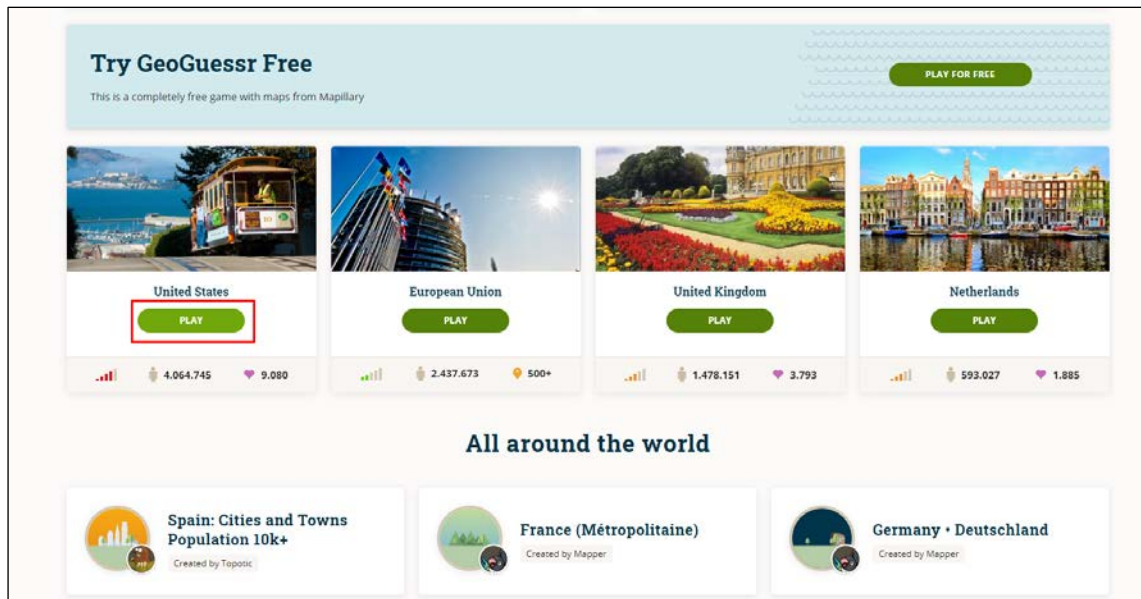 Try GeoGuessr Free
This is a completely free game with maps from Mapillary
PLAY FOR FREE
United States
PLAY
4.064.745
9.080
European Union
PLAY
2.437.673
500+
United Kingdom
PLAY
1.478.151
3.793
Netherlands
PLAY
593.027
1.885
All around the world
Spain: Cities and Towns
Population 10k+
Created by Topotic
France (Métropolitaine)
Created by Mapper
Germany • Deutschland
Created by Mapper